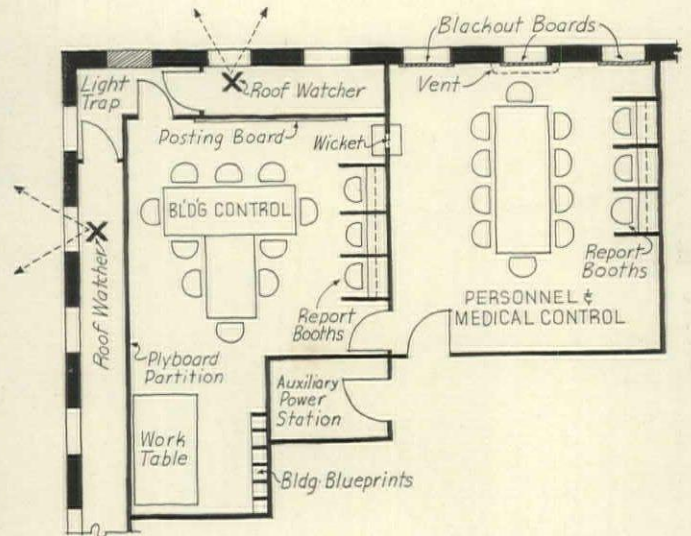 Blackout Boards
Light
Trap
Roof Watcher
Vent
Posting Board
Wicket
BL'D'G CONTROL
Report
Booths
Roof Watcher
Report
Booths
PERSONNEL &
MEDICAL CONTROL
Plyboard
Partition
Auxiliary
Power
Station
Work
Table
Bldg. Blueprints